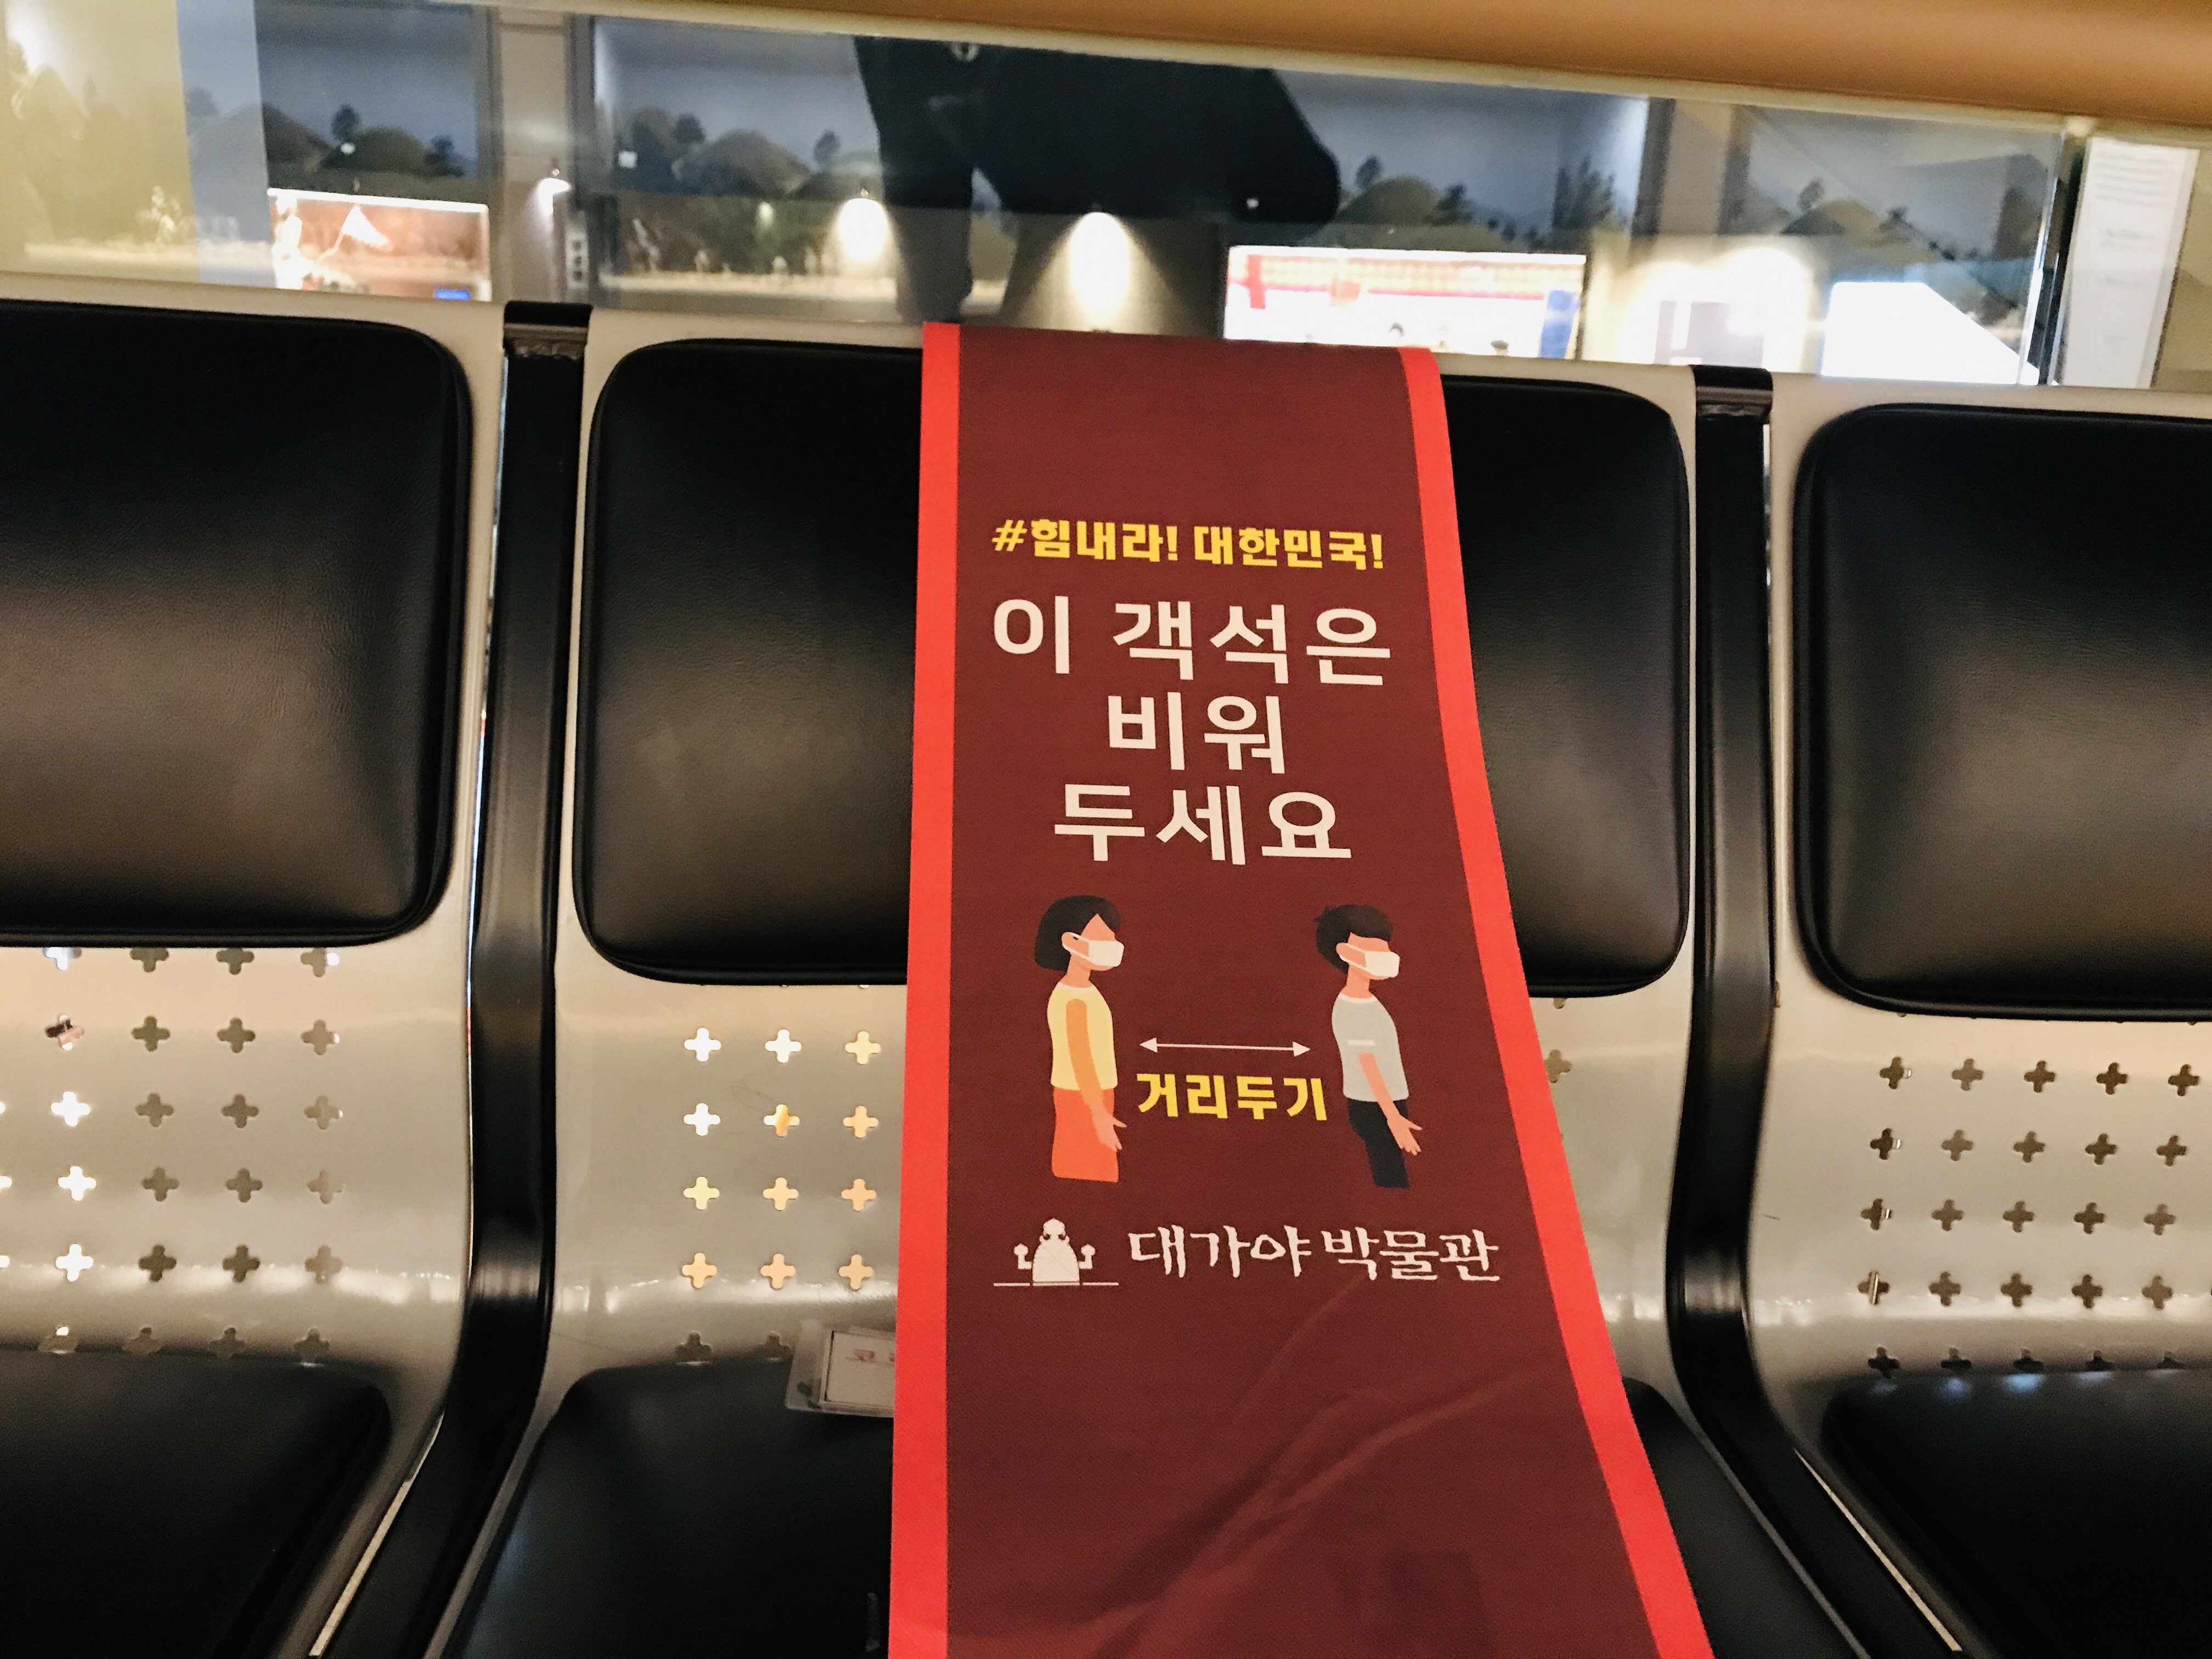 #힘내라! 대한민국!
이 객석은
비워
두세요
거리두기
대가야 박물관